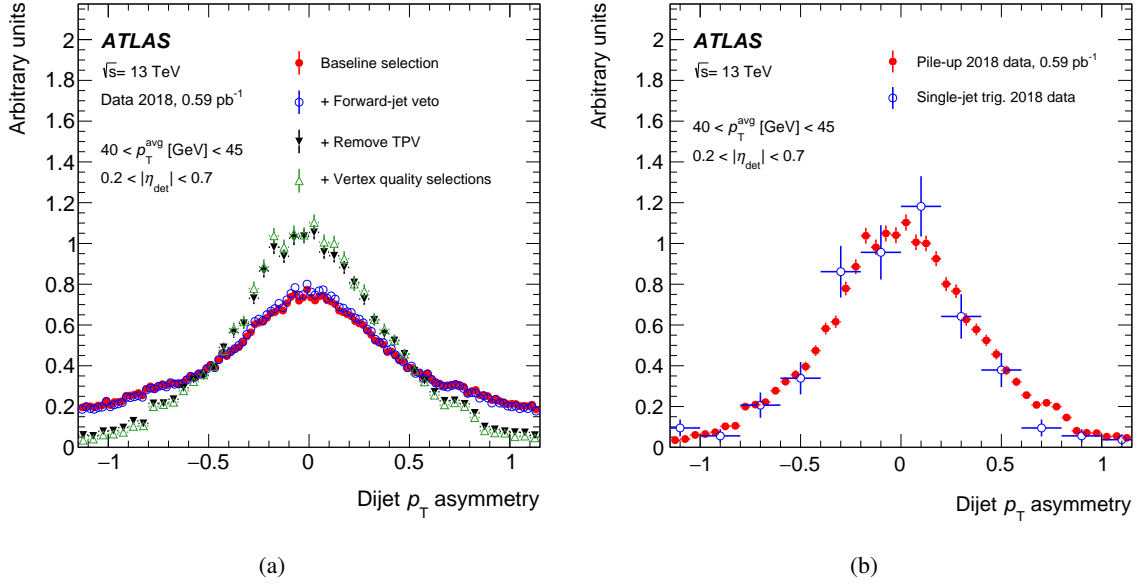 Arbitrary units
2
1.8
1.6
1.4
1.2
1
0.8
0.6
0.4
0.2
0
ATLAS
√s= 13 TeV
Data 2018, 0.59 pb⁻¹
40 < p_T^avg [GeV] < 45
0.2 < |η_det| < 0.7
Baseline selection
+ Forward-jet veto
+ Remove TPV
+ Vertex quality selections
−1 −0.5 0 0.5 1
Dijet p_T asymmetry
(a)
Arbitrary units
2
1.8
1.6
1.4
1.2
1
0.8
0.6
0.4
0.2
0
ATLAS
√s= 13 TeV
40 < p_T^avg [GeV] < 45
0.2 < |η_det| < 0.7
Pile-up 2018 data, 0.59 pb⁻¹
Single-jet trig. 2018 data
−1 −0.5 0 0.5 1
Dijet p_T asymmetry
(b)